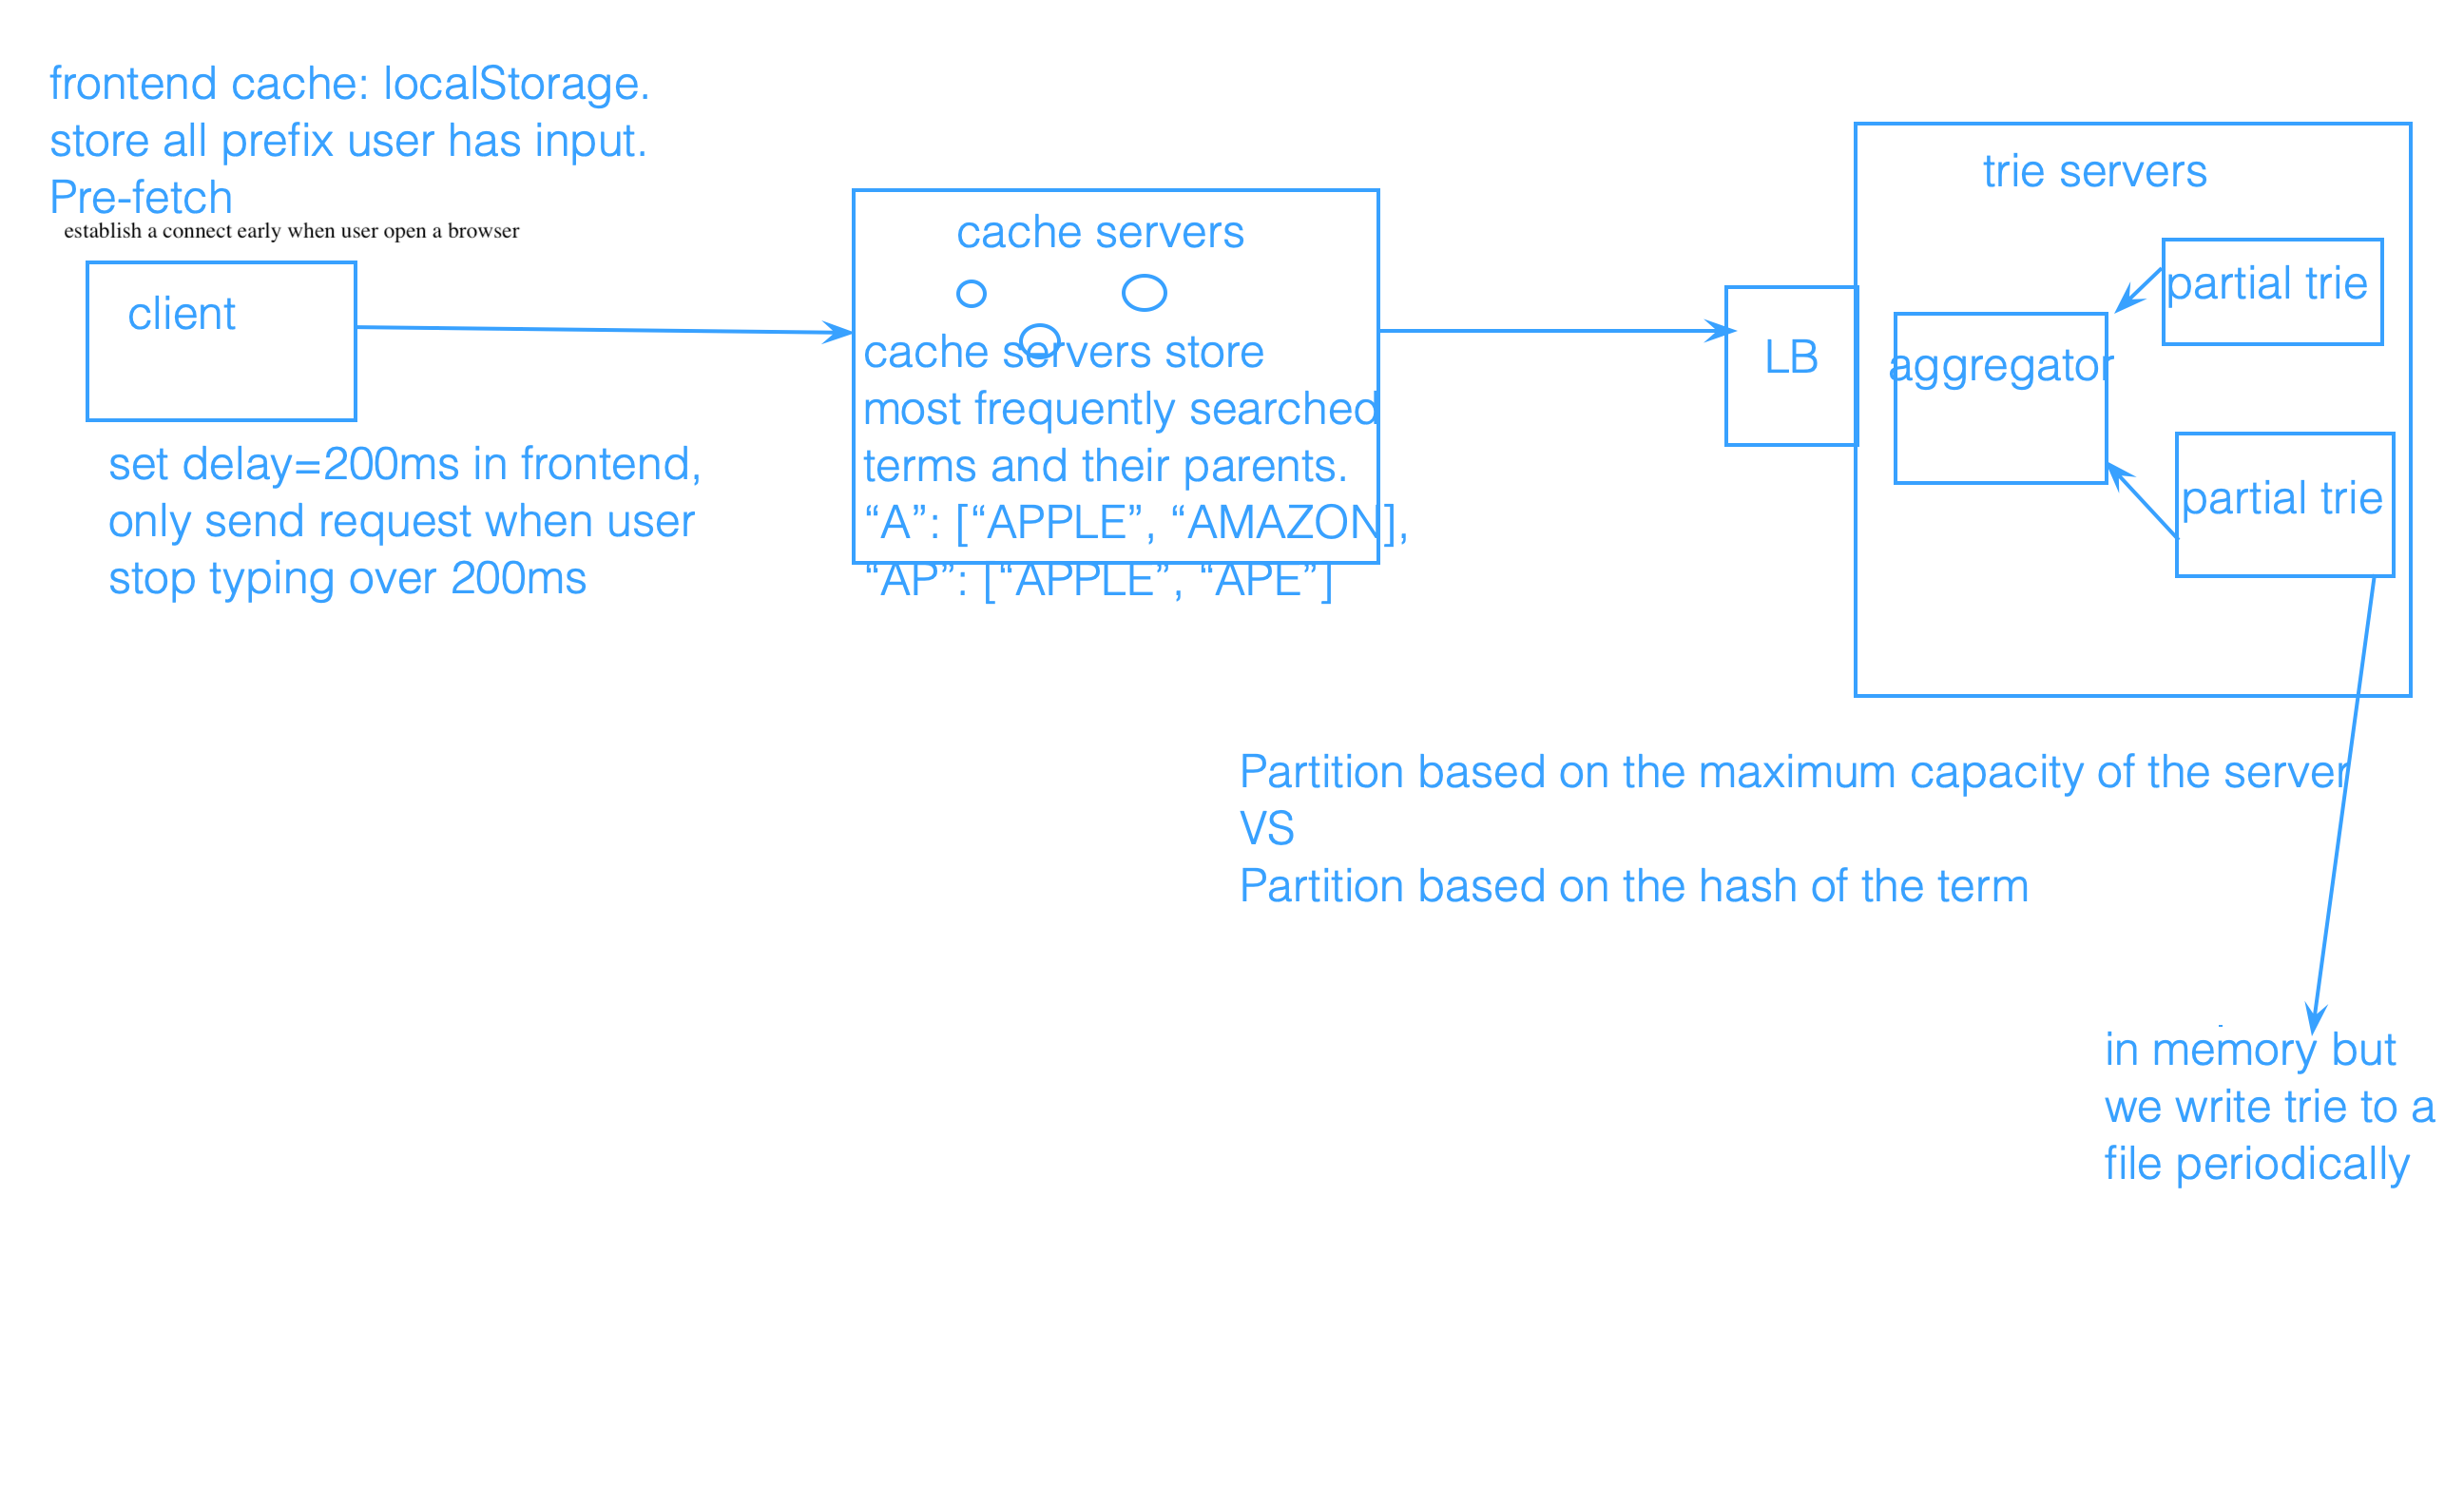 frontend cache: localStorage.
store all prefix user has input.
Pre-fetch
establish a connect early when user open a browser
client
set delay=200ms in frontend,
only send request when user
stop typing over 200ms
cache servers
cache servers store
most frequently searched
terms and their parents.
“A”: [“APPLE”, “AMAZON],
“AP”: [“APPLE”, “APE”]
LB
trie servers
partial trie
aggregator
partial trie
Partition based on the maximum capacity of the server
VS
Partition based on the hash of the term
in memory but
we write trie to a
file periodically